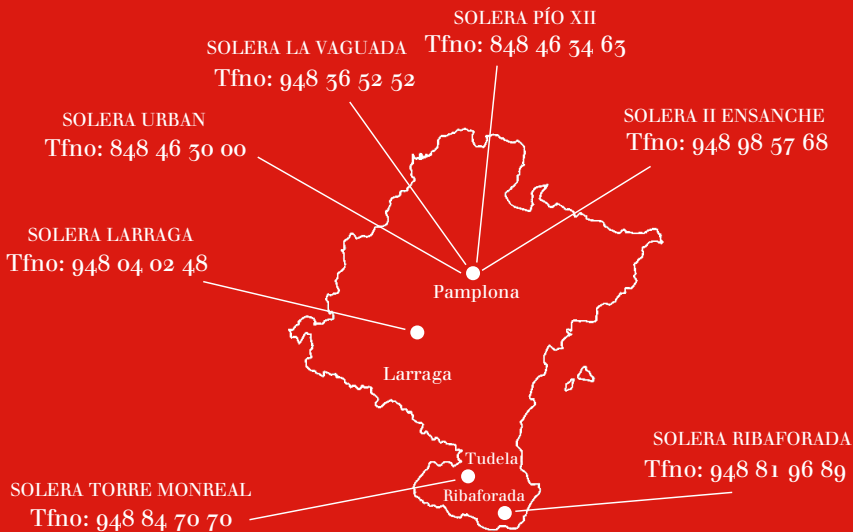 SOLERA PÍO XII
Tfno: 848 46 34 63
SOLERA LA VAGUADA
Tfno: 948 36 52 52
SOLERA URBAN
Tfno: 848 46 30 00
SOLERA II ENSANCHE
Tfno: 948 98 57 68
SOLERA LARRAGA
Tfno: 948 04 02 48
Pamplona
Larraga
Tudela
Ribaforada
SOLERA RIBAFORADA
Tfno: 948 81 96 89
SOLERA TORRE MONREAL
Tfno: 948 84 70 70